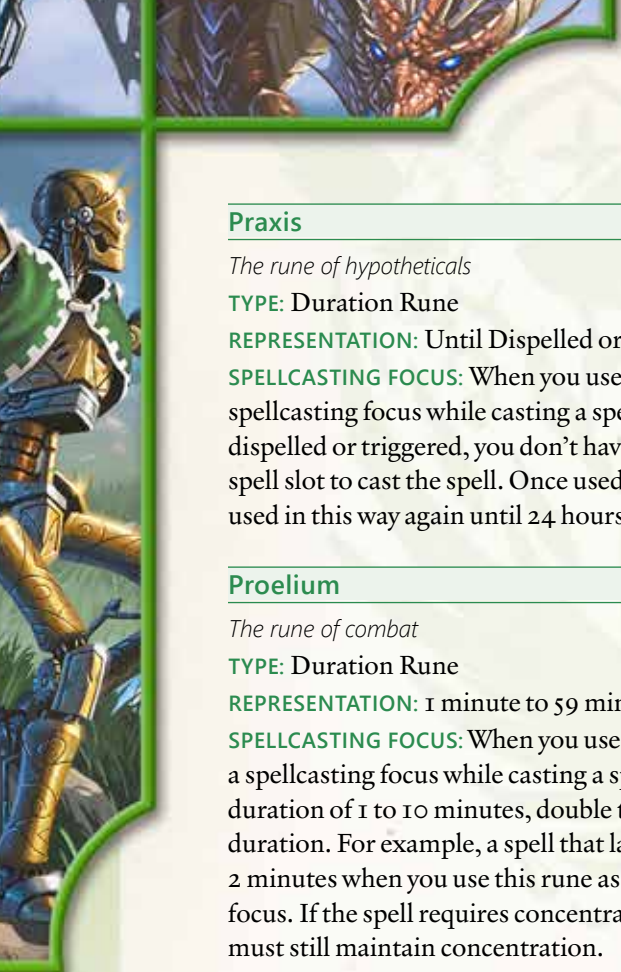 Praxis
The rune of hypotheticals
TYPE: Duration Rune
REPRESENTATION: Until Dispelled or
SPELLCASTING FOCUS: When you use
spellcasting focus while casting a spe
dispelled or triggered, you don't hav
spell slot to cast the spell. Once used
used in this way again until 24 hours
Proelium
The rune of combat
TYPE: Duration Rune
REPRESENTATION: 1 minute to 59 min
SPELLCASTING FOCUS: When you use
a spellcasting focus while casting a sp
duration of 1 to 10 minutes, double t
duration. For example, a spell that la
2 minutes when you use this rune as
focus. If the spell requires concentra
must still maintain concentration.